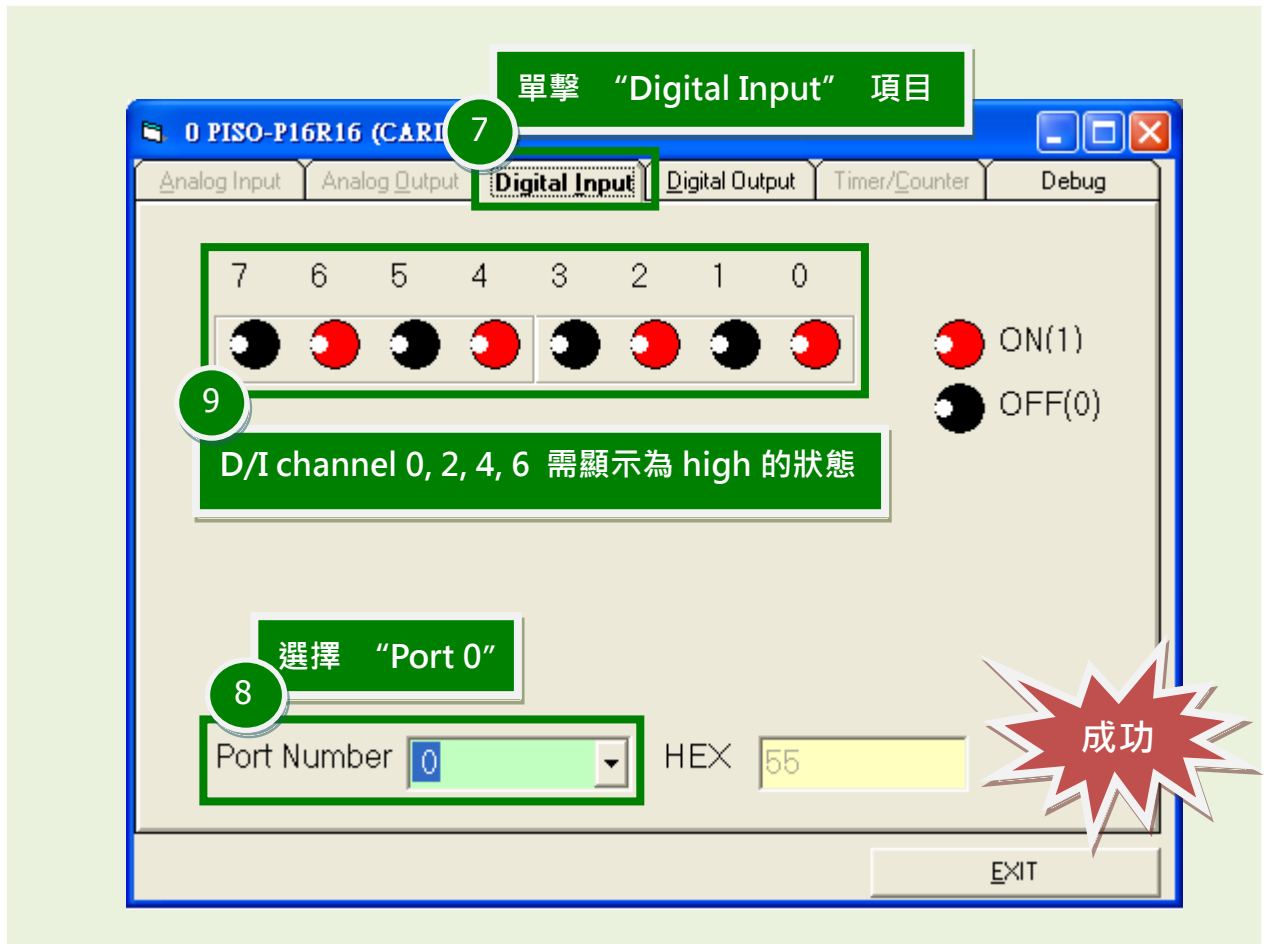 單擊 “Digital Input” 項目
7
0 PISO-P16R16 (CARD
Analog Input Analog Output Digital Input Digital Output Timer/Counter Debug
7 6 5 4 3 2 1 0
ON(1)
OFF(0)
9
D/I channel 0, 2, 4, 6 需顯示為 high 的狀態
選擇 “Port 0”
8
Port Number 0 HEX 55
成功
EXIT